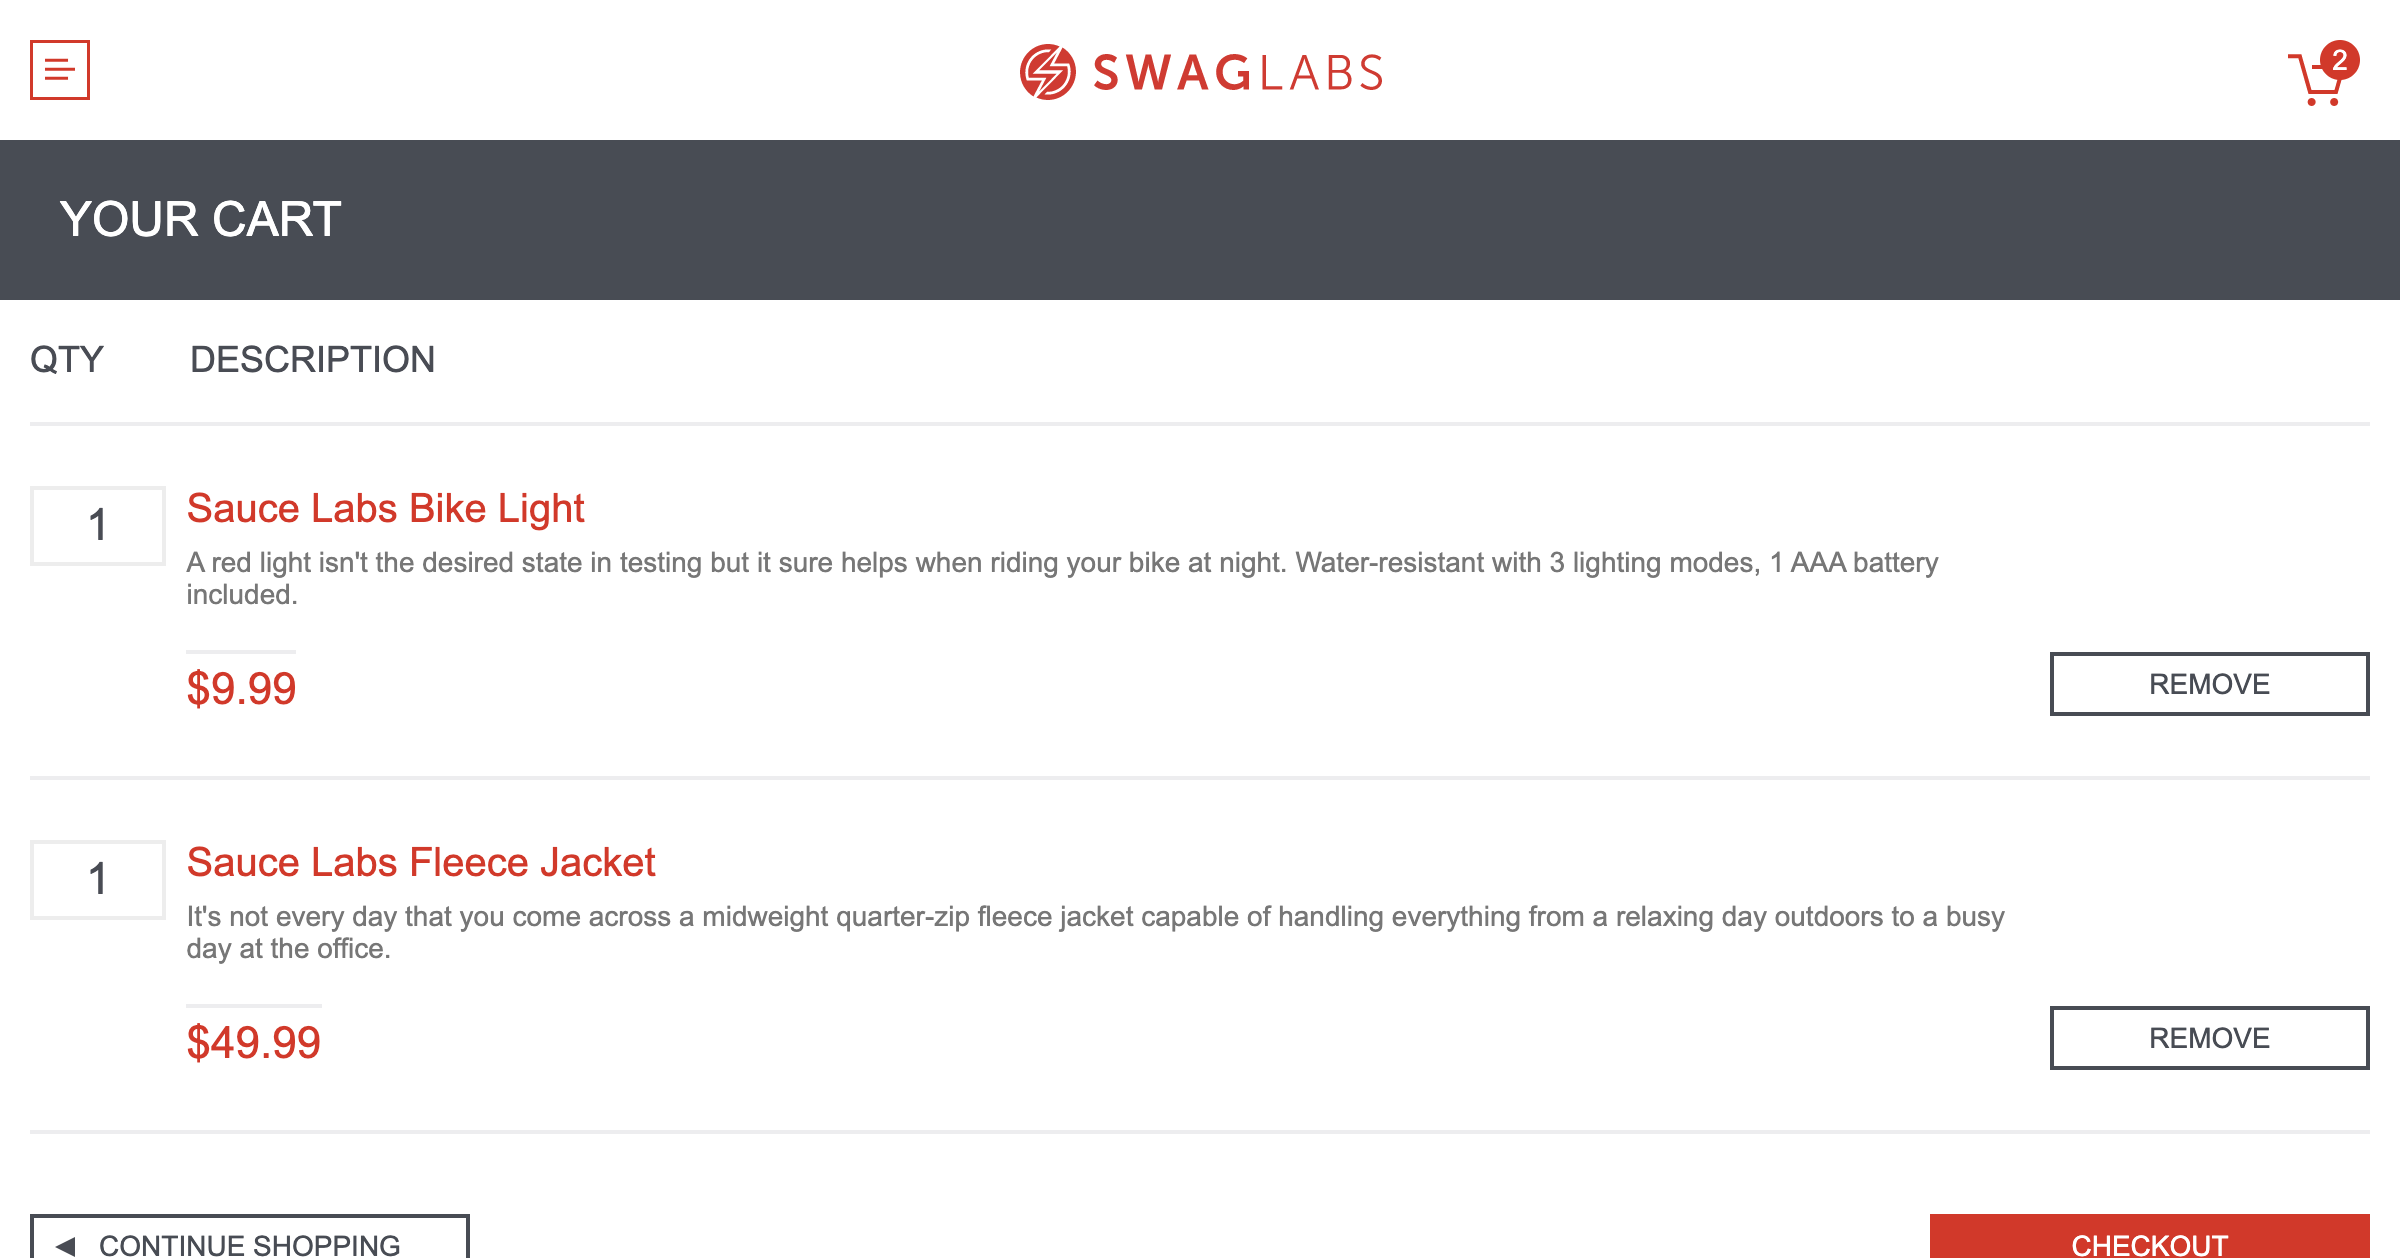 SWAGLABS
2
YOUR CART
QTY DESCRIPTION
1
Sauce Labs Bike Light
A red light isn't the desired state in testing but it sure helps when riding your bike at night. Water-resistant with 3 lighting modes, 1 AAA battery
included.
$9.99
REMOVE
1
Sauce Labs Fleece Jacket
It's not every day that you come across a midweight quarter-zip fleece jacket capable of handling everything from a relaxing day outdoors to a busy
day at the office.
$49.99
REMOVE
CONTINUE SHOPPING
CHECKOUT